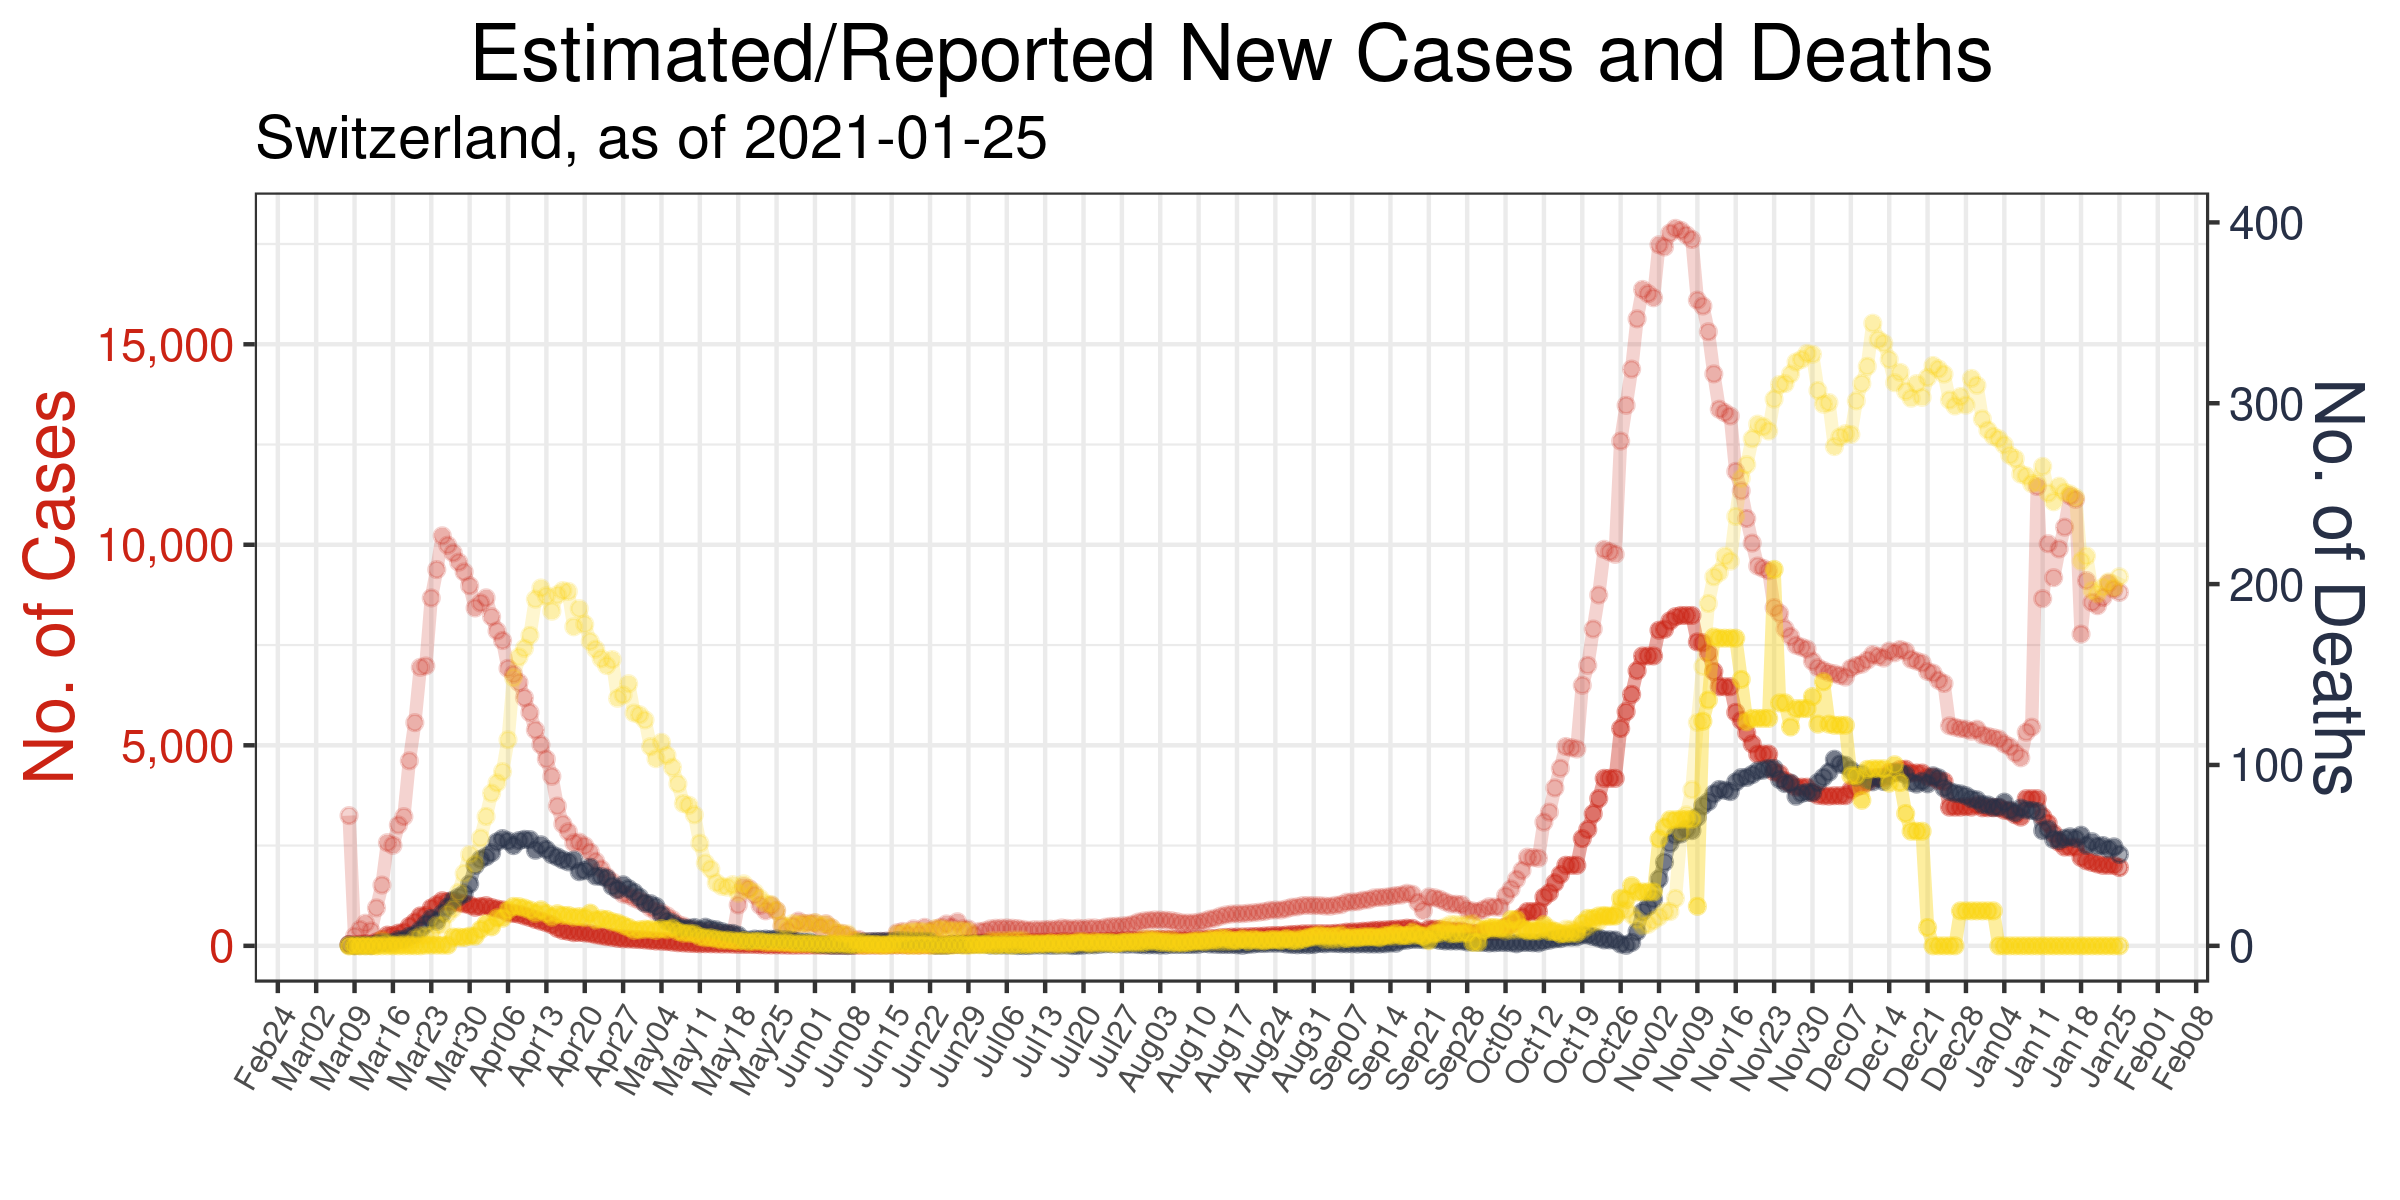 Estimated/Reported New Cases and Deaths
Switzerland, as of 2021-01-25
No. of Cases
15,000
10,000
5,000
0
400
300
200
100
0
No. of Deaths
Feb24 Mar02 Mar09 Mar16 Mar23 Mar30 Apr06 Apr13 Apr20 Apr27 May04 May11 May18 May25 Jun01 Jun08 Jun15 Jun22 Jun29 Jul06 Jul13 Jul20 Jul27 Aug03 Aug10 Aug17 Aug24 Aug31 Sep07 Sep14 Sep21 Sep28 Oct05 Oct12 Oct19 Oct26 Nov02 Nov09 Nov16 Nov23 Nov30 Dec07 Dec14 Dec21 Dec28 Jan04 Jan11 Jan18 Jan25 Feb01 Feb08